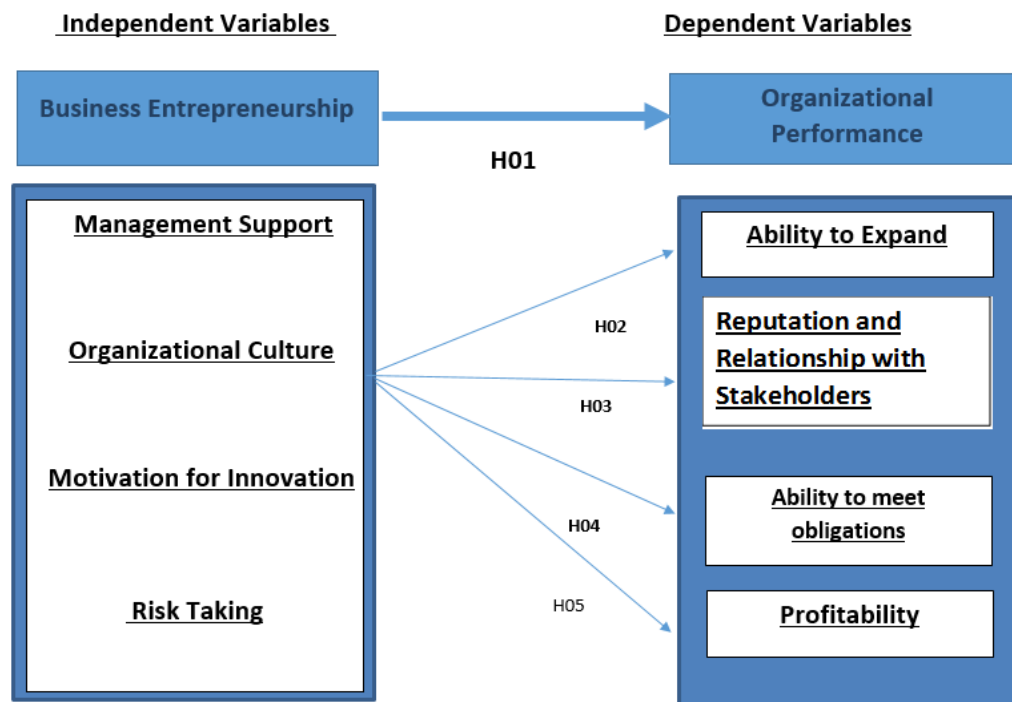 Independent Variables
Dependent Variables
Business Entrepreneurship
Organizational
Performance
H01
Management Support
Organizational Culture
Motivation for Innovation
Risk Taking
H02
H03
H04
H05
Ability to Expand
Reputation and
Relationship with
Stakeholders
Ability to meet
obligations
Profitability